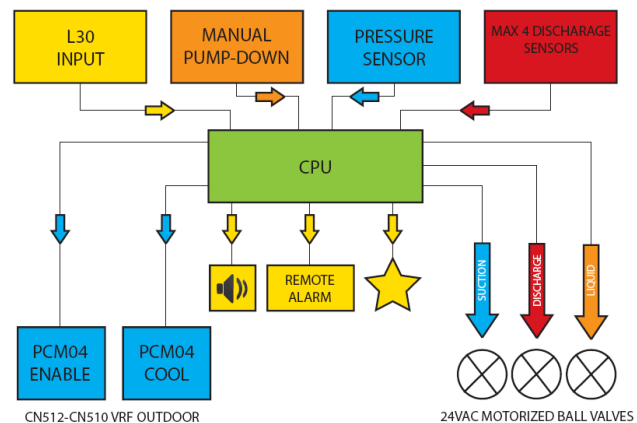 L30
INPUT
MANUAL
PUMP-DOWN
PRESSURE
SENSOR
MAX 4 DISCHARAGE
SENSORS
CPU
REMOTE
ALARM
SUCTION
DISCHARGE
LIQUID
PCM04
ENABLE
PCM04
COOL
CN512-CN510 VRF OUTDOOR
24VAC MOTORIZED BALL VALVES